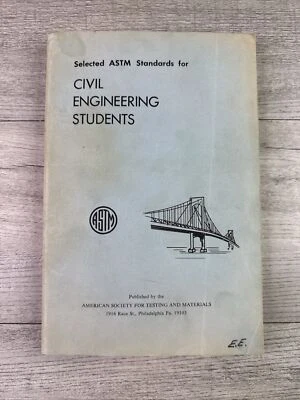 Selected ASTM Standards for
CIVIL
ENGINEERING
STUDENTS
ASTM
Published by the
AMERICAN SOCIETY FOR TESTING AND MATERIALS
1916 Race St., Philadelphia Pa. 19103
E.E.